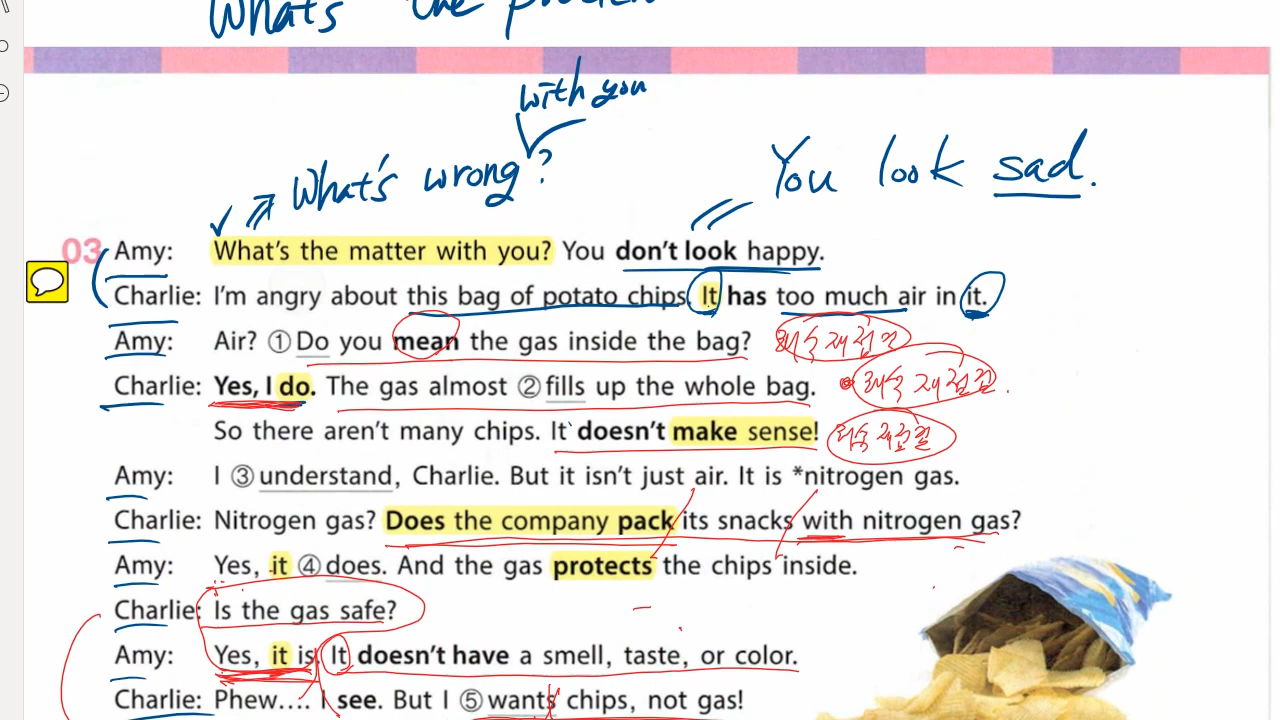 What's the problem
with you
What's wrong?
You look sad.
03 Amy: What's the matter with you? You don't look happy.
Charlie: I'm angry about this bag of potato chips. It has too much air in it.
Amy: Air? ① Do you mean the gas inside the bag?
Charlie: Yes, I do. The gas almost ② fills up the whole bag.
So there aren't many chips. It doesn't make sense!
Amy: I ③ understand, Charlie. But it isn't just air. It is *nitrogen gas.
Charlie: Nitrogen gas? Does the company pack its snacks with nitrogen gas?
Amy: Yes, it ④ does. And the gas protects the chips inside.
Charlie: Is the gas safe?
Amy: Yes, it is. It doesn't have a smell, taste, or color.
Charlie: Phew.... I see. But I ⑤ wants chips, not gas!